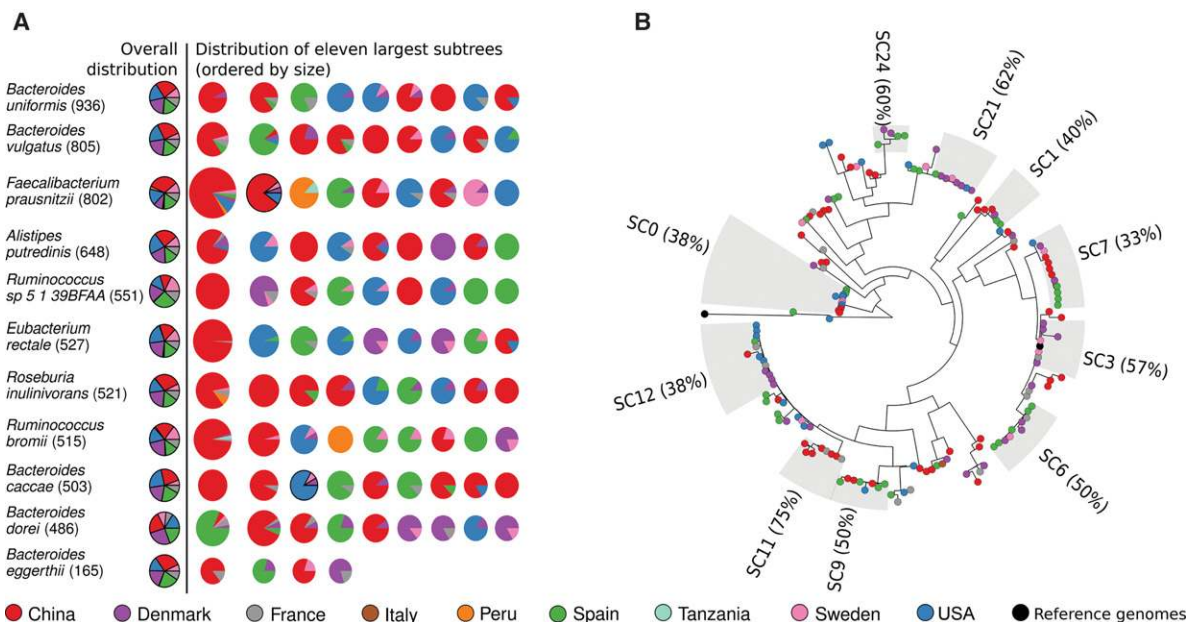 A
B
Overall
distribution
Distribution of eleven largest subtrees
(ordered by size)
Bacteroides
uniformis (936)
Bacteroides
vulgatus (805)
Faecalibacterium
prausnitzii (802)
Alistipes
putredinis (648)
Ruminococcus
sp 5 1 39BFAA (551)
Eubacterium
rectale (527)
Roseburia
inulinivorans (521)
Ruminococcus
bromii (515)
Bacteroides
caccae (503)
Bacteroides
dorei (486)
Bacteroides
eggerthii (165)
SC24 (60%)
SC21 (62%)
SC1 (40%)
SC0 (38%)
SC7 (33%)
SC3 (57%)
SC12 (38%)
SC6 (50%)
SC11 (75%)
SC9 (50%)
China
Denmark
France
Italy
Peru
Spain
Tanzania
Sweden
USA
Reference genomes